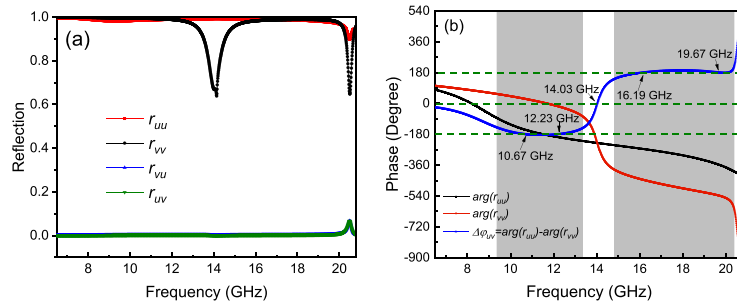 (a)
1.0
0.8
0.6
0.4
0.2
0.0
Reflection
r_uu
r_vv
r_vu
r_uv
8 10 12 14 16 18 20
Frequency (GHz)
(b)
540
360
180
0
-180
-360
-540
-720
-900
Phase (Degree)
19.67 GHz
16.19 GHz
14.03 GHz
12.23 GHz
10.67 GHz
arg(r_uu)
arg(r_vv)
Δφ_uv=arg(r_uu)-arg(r_vv)
8 10 12 14 16 18 20
Frequency (GHz)